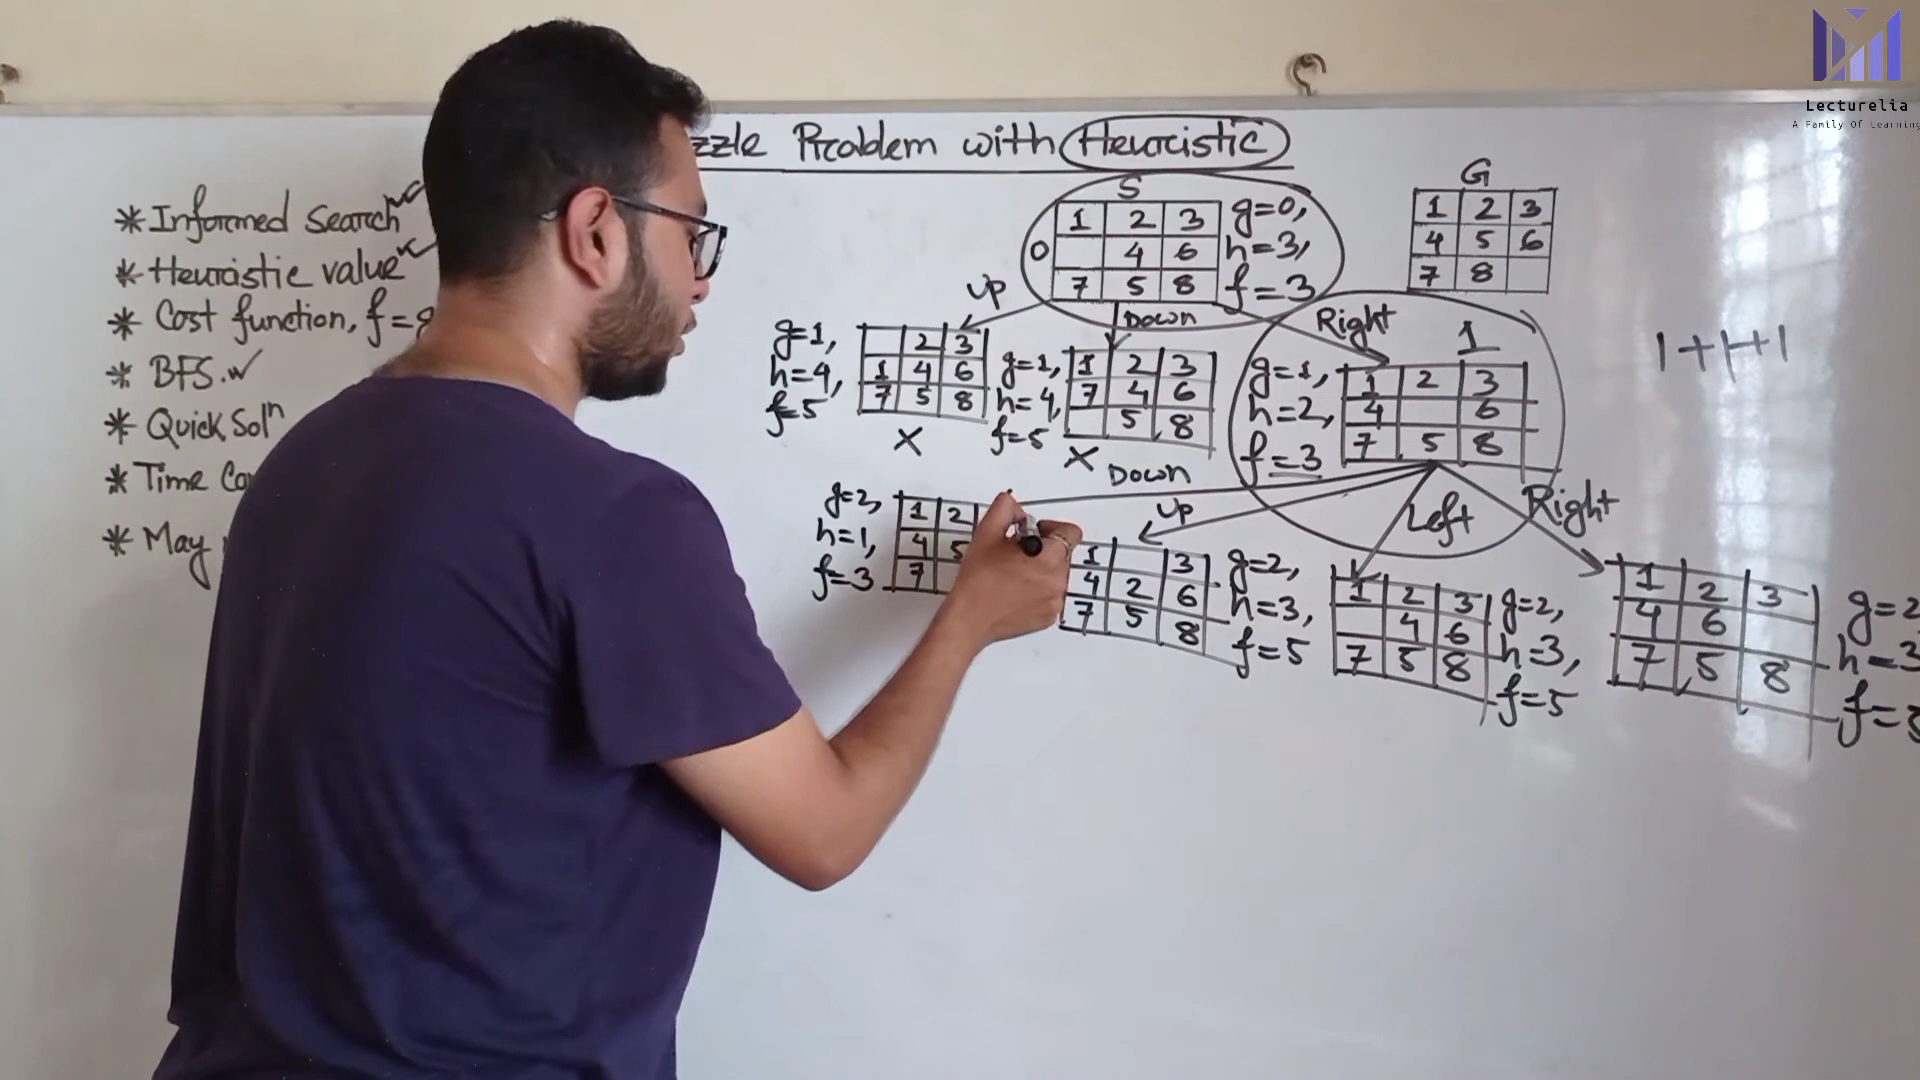 Lecturelia
A Family Of Learning
Problem with Heuristic
* Informed Search
* Heuristic value
* Cost function, f=g
* BFS.
* Quick Solⁿ
* Time
* May
S
1 2 3
0 4 6
7 5 8
g=0,
h=3,
f=3
G
1 2 3
4 5 6
7 8
1+1+1
UP
Down
Right
g=1,
h=4,
f=5
2 3
1 4 6
7 5 8
X
g=1,
h=4,
f=5
1 2 3
7 4 6
5 8
X
1
g=1,
h=2,
f=3
1 2 3
4 6
7 5 8
Down
UP
Left
Right
g=2,
h=1,
f=3
1 2
4 5
7
1 3
4 2 6
7 5 8
g=2,
h=3,
f=5
1 2 3
4 6
7 5 8
g=2,
h=3,
f=5
1 2 3
4 6
7 5 8
g=2
h=3
f=